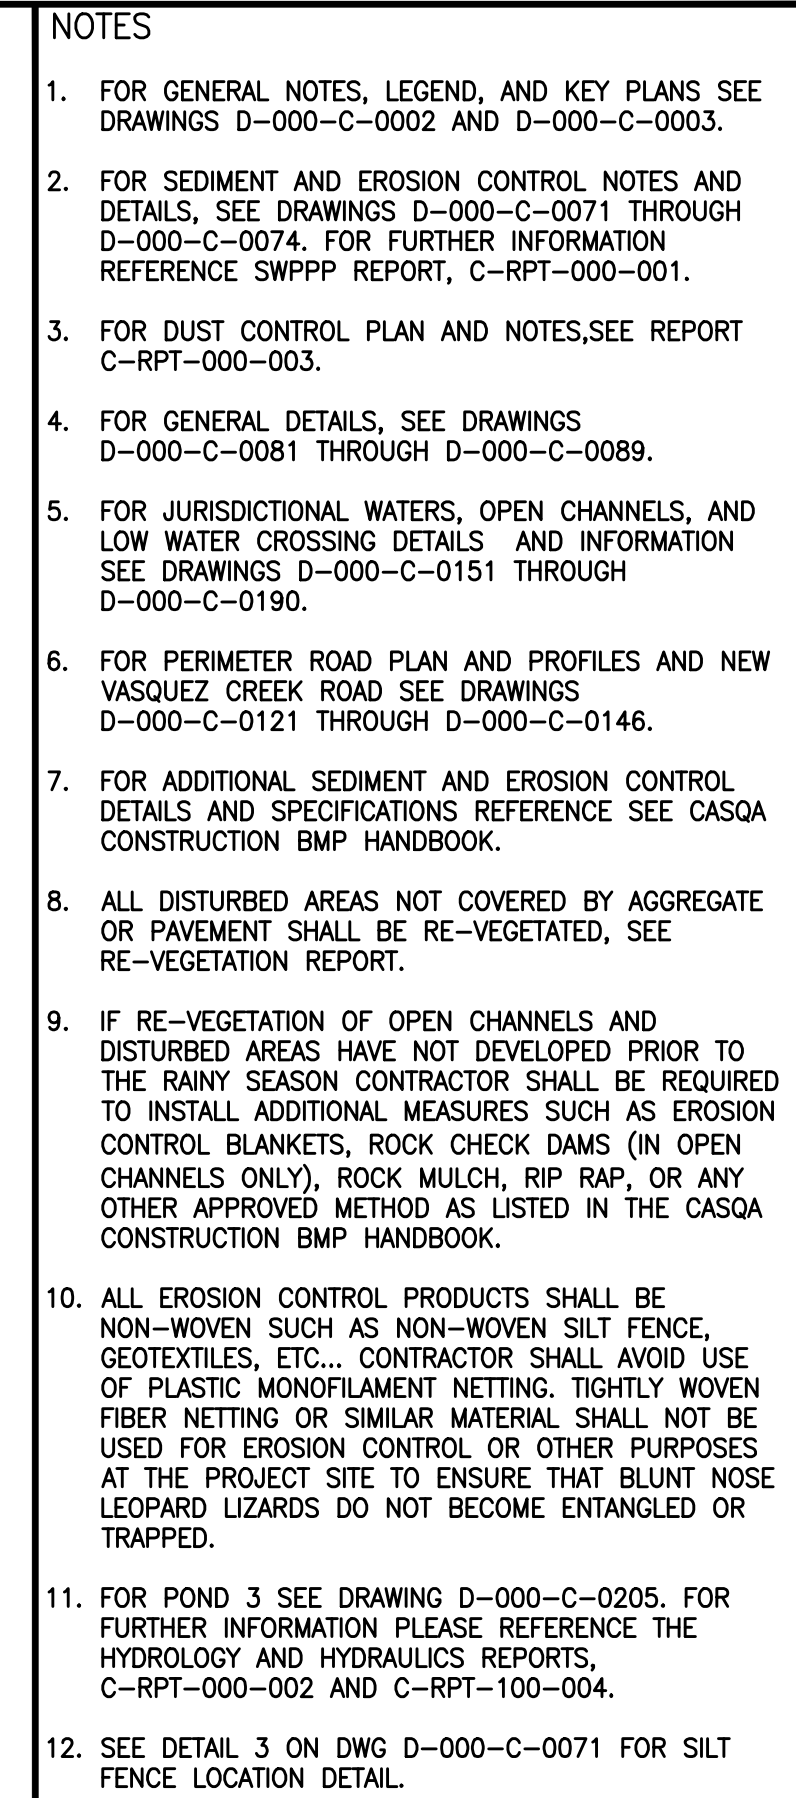 NOTES
1. FOR GENERAL NOTES, LEGEND, AND KEY PLANS SEE
DRAWINGS D-000-C-0002 AND D-000-C-0003.
2. FOR SEDIMENT AND EROSION CONTROL NOTES AND
DETAILS, SEE DRAWINGS D-000-C-0071 THROUGH
D-000-C-0074. FOR FURTHER INFORMATION
REFERENCE SWPPP REPORT, C-RPT-000-001.
3. FOR DUST CONTROL PLAN AND NOTES,SEE REPORT
C-RPT-000-003.
4. FOR GENERAL DETAILS, SEE DRAWINGS
D-000-C-0081 THROUGH D-000-C-0089.
5. FOR JURISDICTIONAL WATERS, OPEN CHANNELS, AND
LOW WATER CROSSING DETAILS AND INFORMATION
SEE DRAWINGS D-000-C-0151 THROUGH
D-000-C-0190.
6. FOR PERIMETER ROAD PLAN AND PROFILES AND NEW
VASQUEZ CREEK ROAD SEE DRAWINGS
D-000-C-0121 THROUGH D-000-C-0146.
7. FOR ADDITIONAL SEDIMENT AND EROSION CONTROL
DETAILS AND SPECIFICATIONS REFERENCE SEE CASQA
CONSTRUCTION BMP HANDBOOK.
8. ALL DISTURBED AREAS NOT COVERED BY AGGREGATE
OR PAVEMENT SHALL BE RE-VEGETATED, SEE
RE-VEGETATION REPORT.
9. IF RE-VEGETATION OF OPEN CHANNELS AND
DISTURBED AREAS HAVE NOT DEVELOPED PRIOR TO
THE RAINY SEASON CONTRACTOR SHALL BE REQUIRED
TO INSTALL ADDITIONAL MEASURES SUCH AS EROSION
CONTROL BLANKETS, ROCK CHECK DAMS (IN OPEN
CHANNELS ONLY), ROCK MULCH, RIP RAP, OR ANY
OTHER APPROVED METHOD AS LISTED IN THE CASQA
CONSTRUCTION BMP HANDBOOK.
10. ALL EROSION CONTROL PRODUCTS SHALL BE
NON-WOVEN SUCH AS NON-WOVEN SILT FENCE,
GEOTEXTILES, ETC... CONTRACTOR SHALL AVOID USE
OF PLASTIC MONOFILAMENT NETTING. TIGHTLY WOVEN
FIBER NETTING OR SIMILAR MATERIAL SHALL NOT BE
USED FOR EROSION CONTROL OR OTHER PURPOSES
AT THE PROJECT SITE TO ENSURE THAT BLUNT NOSE
LEOPARD LIZARDS DO NOT BECOME ENTANGLED OR
TRAPPED.
11. FOR POND 3 SEE DRAWING D-000-C-0205. FOR
FURTHER INFORMATION PLEASE REFERENCE THE
HYDROLOGY AND HYDRAULICS REPORTS,
C-RPT-000-002 AND C-RPT-100-004.
12. SEE DETAIL 3 ON DWG D-000-C-0071 FOR SILT
FENCE LOCATION DETAIL.